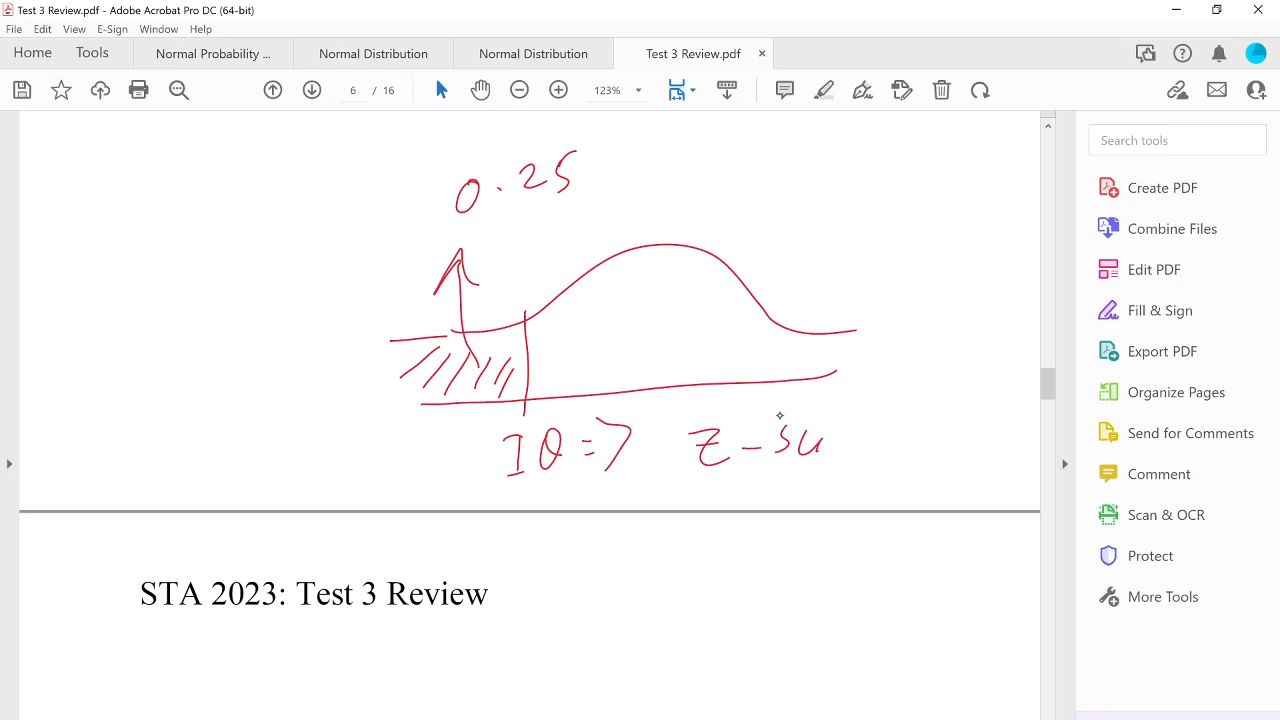 Test 3 Review.pdf - Adobe Acrobat Pro DC (64-bit)
File Edit View E-Sign Window Help
Home Tools Normal Probability ... Normal Distribution Normal Distribution Test 3 Review.pdf ×
6 / 16 123%
Search tools
Create PDF
Combine Files
Edit PDF
Fill & Sign
Export PDF
Organize Pages
Send for Comments
Comment
Scan & OCR
Protect
More Tools
0.25
IQ => Z-
STA 2023: Test 3 Review